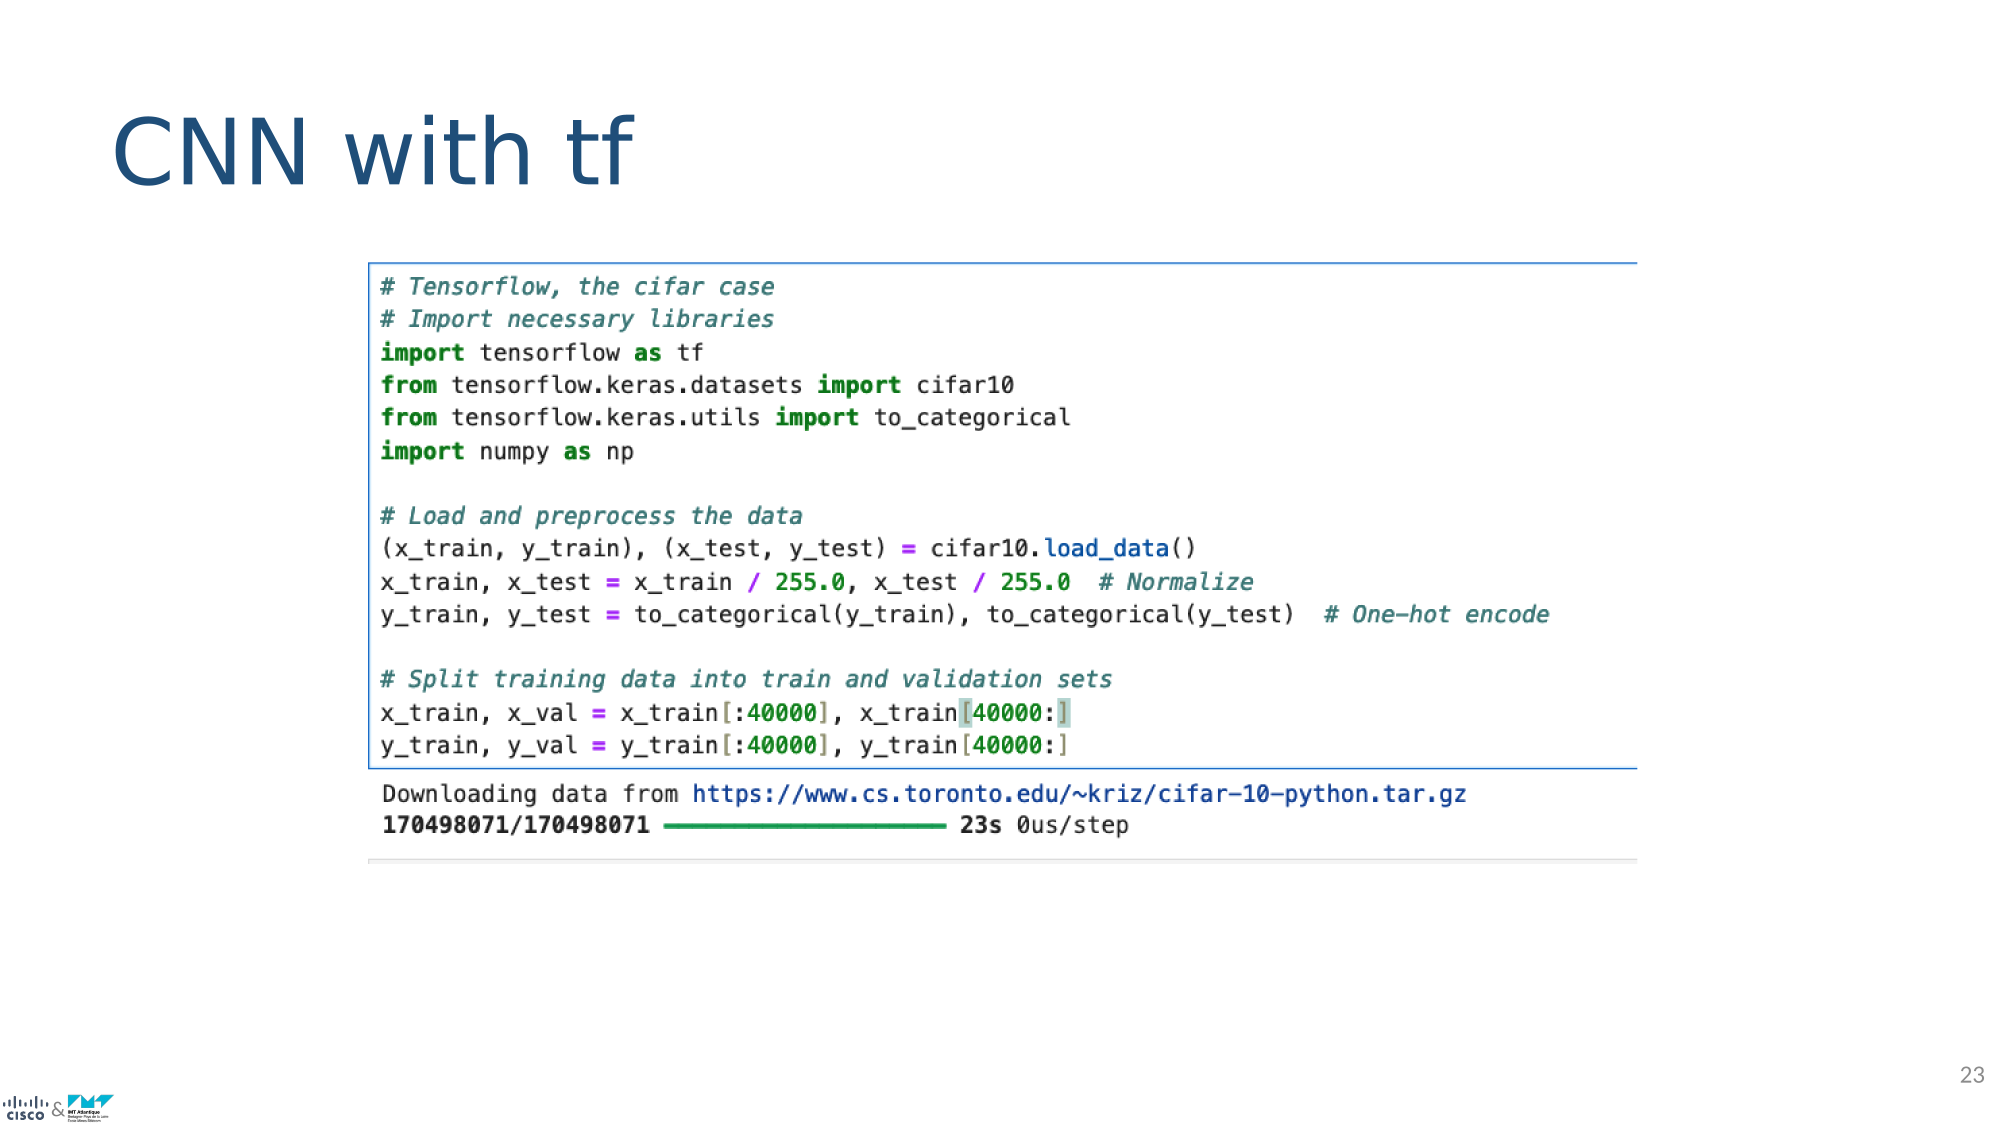 CNN with tf
# Tensorflow, the cifar case
# Import necessary libraries
import tensorflow as tf
from tensorflow.keras.datasets import cifar10
from tensorflow.keras.utils import to_categorical
import numpy as np
# Load and preprocess the data
(x_train, y_train), (x_test, y_test) = cifar10.load_data()
x_train, x_test = x_train / 255.0, x_test / 255.0  # Normalize
y_train, y_test = to_categorical(y_train), to_categorical(y_test)  # One-hot encode
# Split training data into train and validation sets
x_train, x_val = x_train[:40000], x_train[40000:]
y_train, y_val = y_train[:40000], y_train[40000:]
Downloading data from https://www.cs.toronto.edu/~kriz/cifar-10-python.tar.gz
170498071/170498071 23s 0us/step
23
CISCO & IMT Atlantique